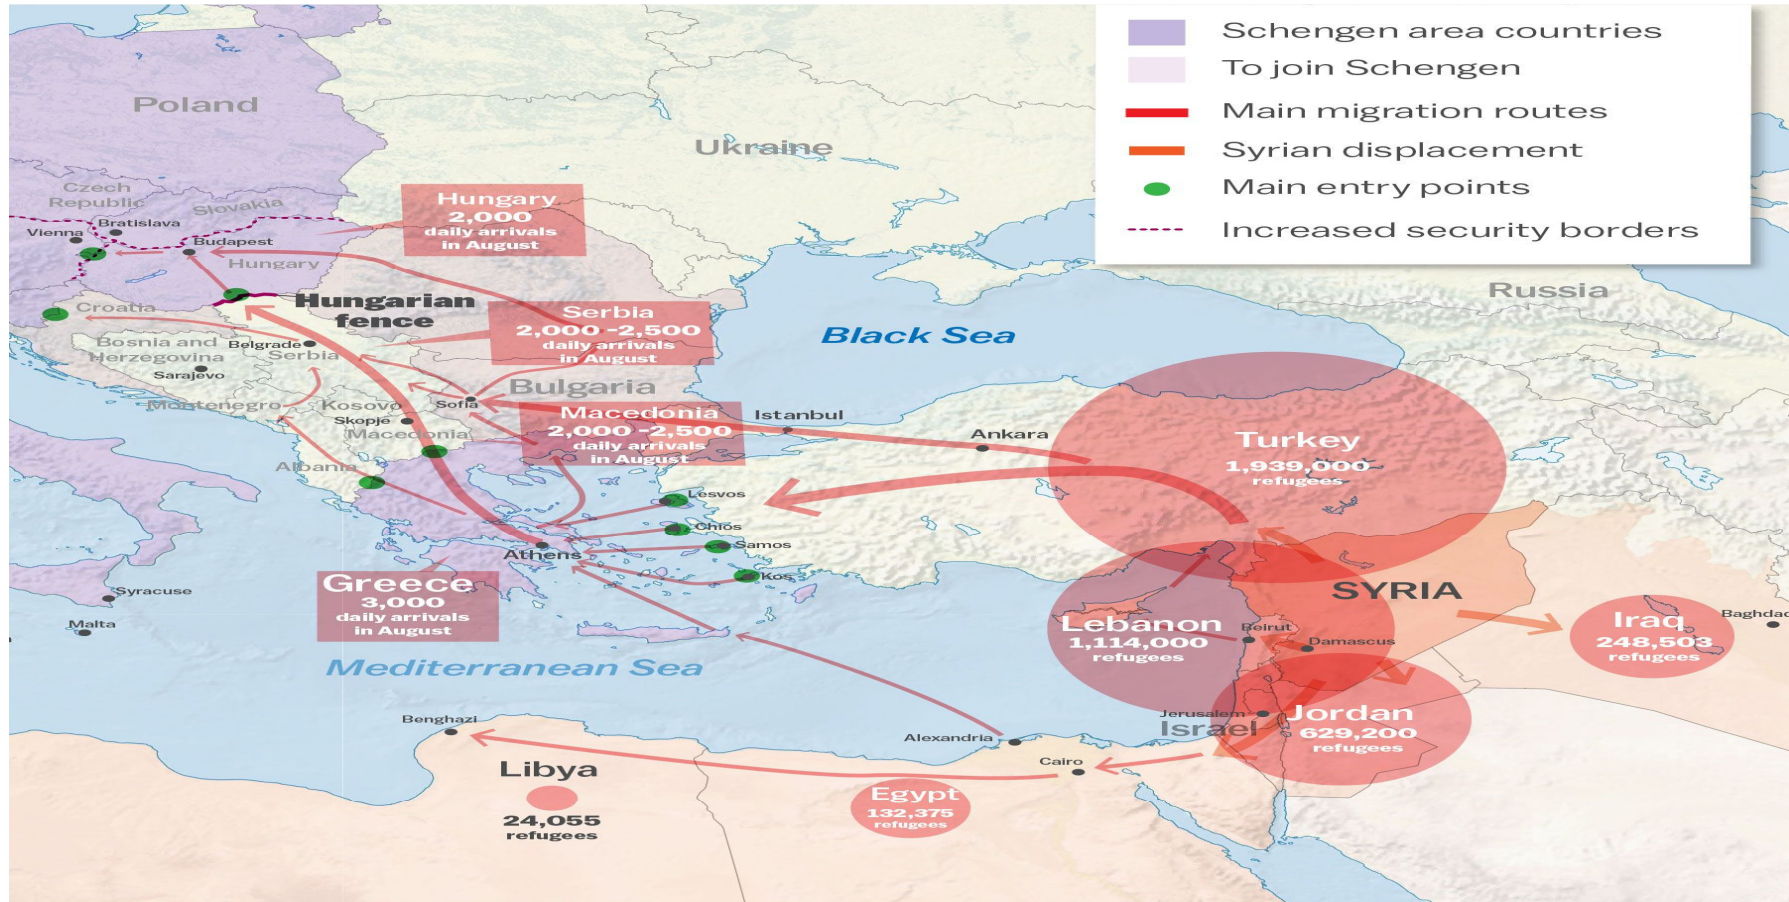 Schengen area countries
To join Schengen
Main migration routes
Syrian displacement
Main entry points
Increased security borders
Poland
Ukraine
Russia
Czech
Republic
Slovakia
Bratislava
Vienna
Budapest
Hungary
Hungary
2,000
daily arrivals
in August
Hungarian
fence
Croatia
Bosnia and
Herzegovina
Belgrade
Serbia
Sarajevo
Serbia
2,000-2,500
daily arrivals
in August
Black Sea
Bulgaria
Montenegro
Kosovo
Sofia
Skopje
Macedonia
Albania
Macedonia
2,000-2,500
daily arrivals
in August
Istanbul
Ankara
Turkey
1,939,000
refugees
Lesvos
Chios
Samos
Kos
Athens
Greece
3,000
daily arrivals
in August
Syracuse
Malta
Mediterranean Sea
SYRIA
Lebanon
1,114,000
refugees
Beirut
Damascus
Iraq
248,503
refugees
Baghdad
Jerusalem
Israel
Jordan
629,200
refugees
Benghazi
Alexandria
Cairo
Libya
24,055
refugees
Egypt
132,375
refugees